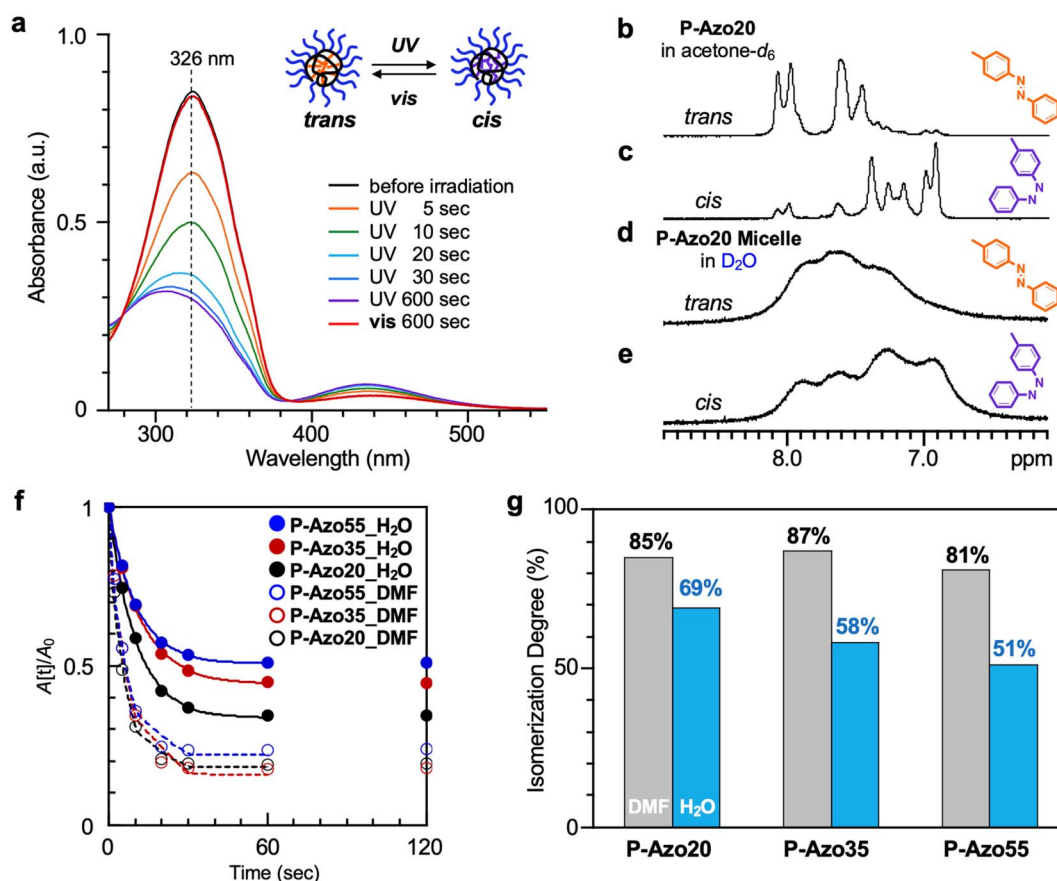 a
1.0
0.5
0
Absorbance (a.u.)
326 nm
UV
vis
trans
cis
before irradiation
UV 5 sec
UV 10 sec
UV 20 sec
UV 30 sec
UV 600 sec
vis 600 sec
300
400
500
Wavelength (nm)
b
P-Azo20
in acetone-d6
trans
N
N
c
cis
N
N
d
P-Azo20 Micelle
in D2O
trans
N
N
e
cis
N
N
8.0
7.0
ppm
f
1
0.5
0
A[t]/A0
P-Azo55_H2O
P-Azo35_H2O
P-Azo20_H2O
P-Azo55_DMF
P-Azo35_DMF
P-Azo20_DMF
0
60
120
Time (sec)
g
100
50
0
Isomerization Degree (%)
85%
69%
87%
58%
81%
51%
DMF H2O
P-Azo20
P-Azo35
P-Azo55